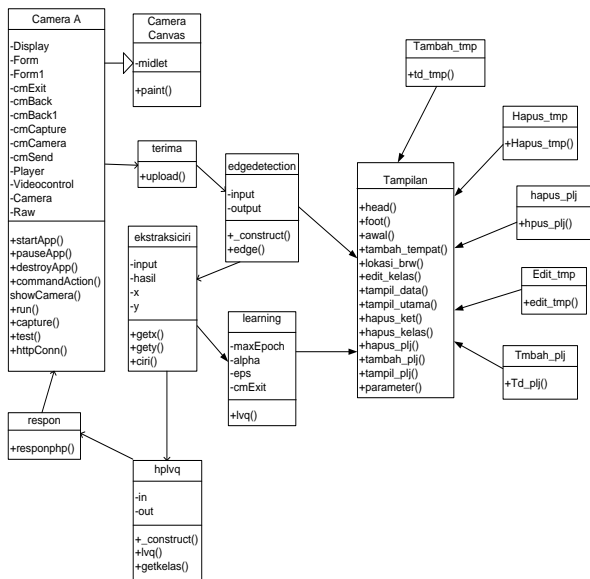 Camera A
-Display
-Form
-Form1
-cmExit
-cmBack
-cmBack1
-cmCapture
-cmCamera
-cmSend
-Player
-Videocontrol
-Camera
-Raw
+startApp()
+pauseApp()
+destroyApp()
+commandAction()
showCamera()
+run()
+capture()
+test()
+httpConn()
Camera
Canvas
-midlet
+paint()
terima
+upload()
edgedetection
-input
-output
+_construct()
+edge()
ekstraksiciri
-input
-hasil
-x
-y
+getx()
+gety()
+ciri()
learning
-maxEpoch
-alpha
-eps
-cmExit
+lvq()
respon
+responphp()
hplvq
-in
-out
+_construct()
+lvq()
+getkelas()
Tampilan
+head()
+foot()
+awal()
+tambah_tempat()
+lokasi_brw()
+edit_kelas()
+tampil_data()
+tampil_utama()
+hapus_ket()
+hapus_kelas()
+hapus_plj()
+tambah_plj()
+tampil_plj()
+parameter()
Tambah_tmp
+td_tmp()
Hapus_tmp
+Hapus_tmp()
hapus_plj
+hpus_plj()
Edit_tmp
+edit_tmp()
Tmbah_plj
+Td_plj()